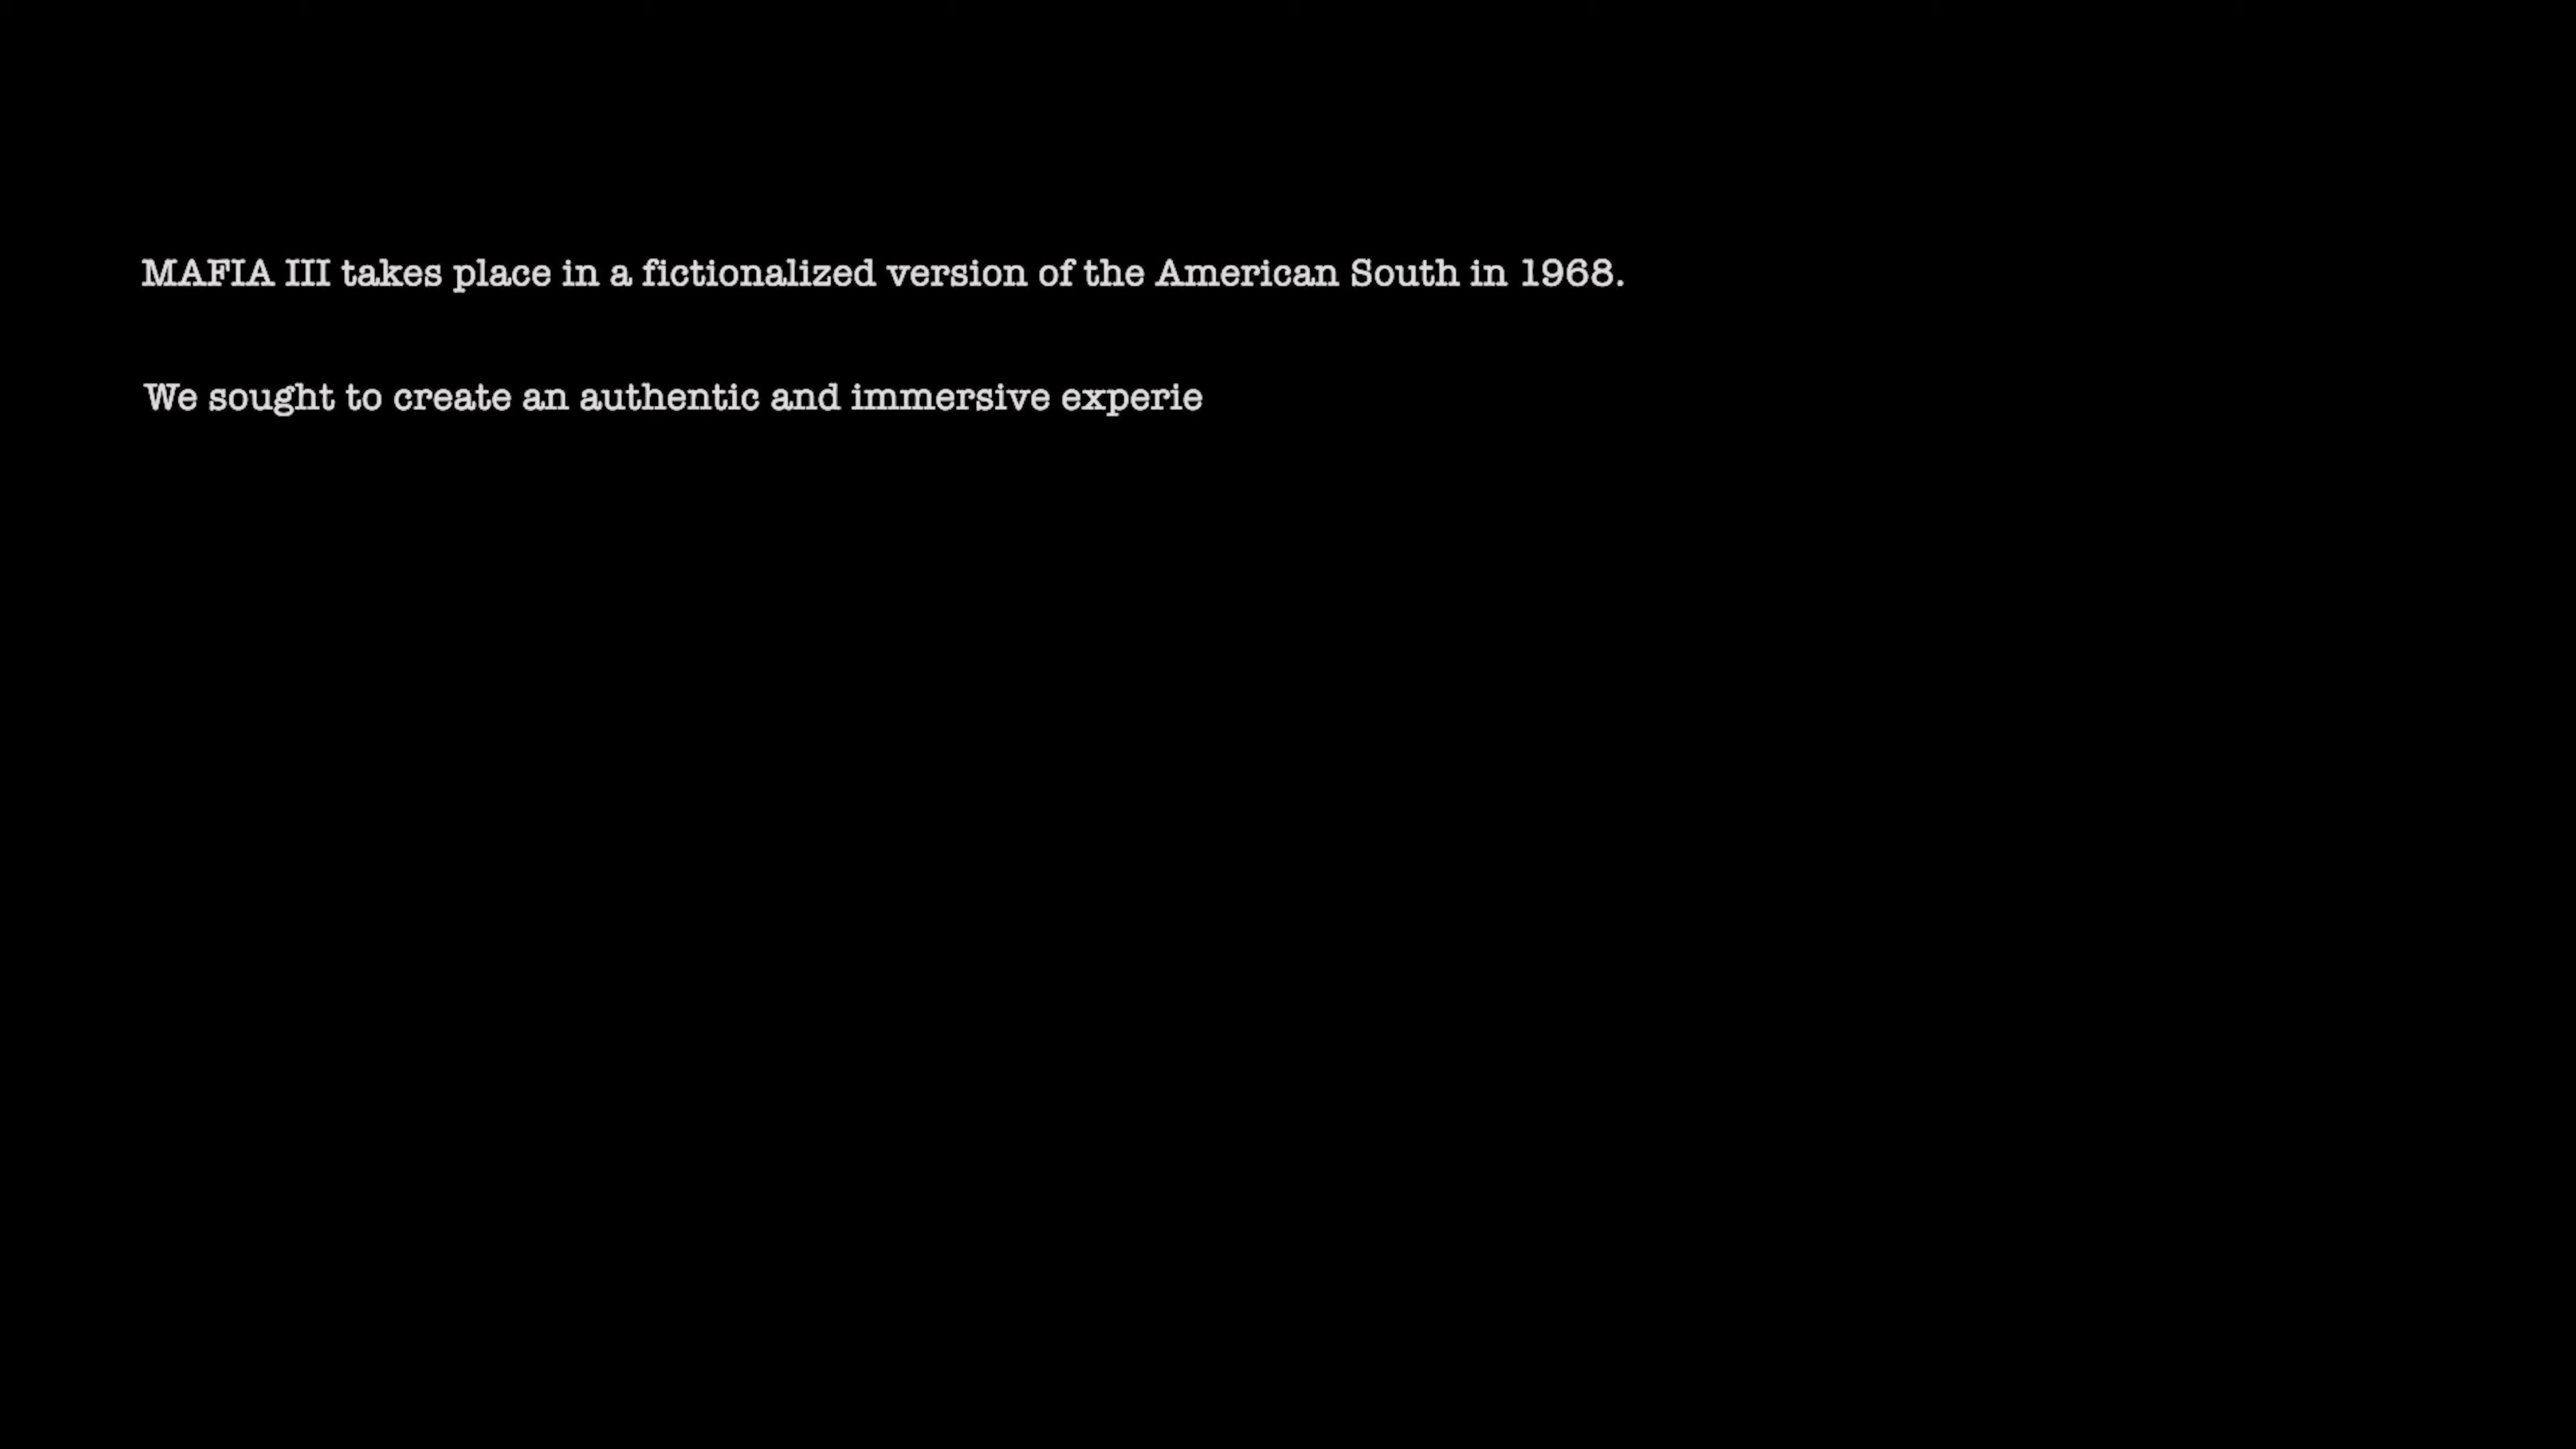 MAFIA III takes place in a fictionalized version of the American South in 1968.
We sought to create an authentic and immersive experie